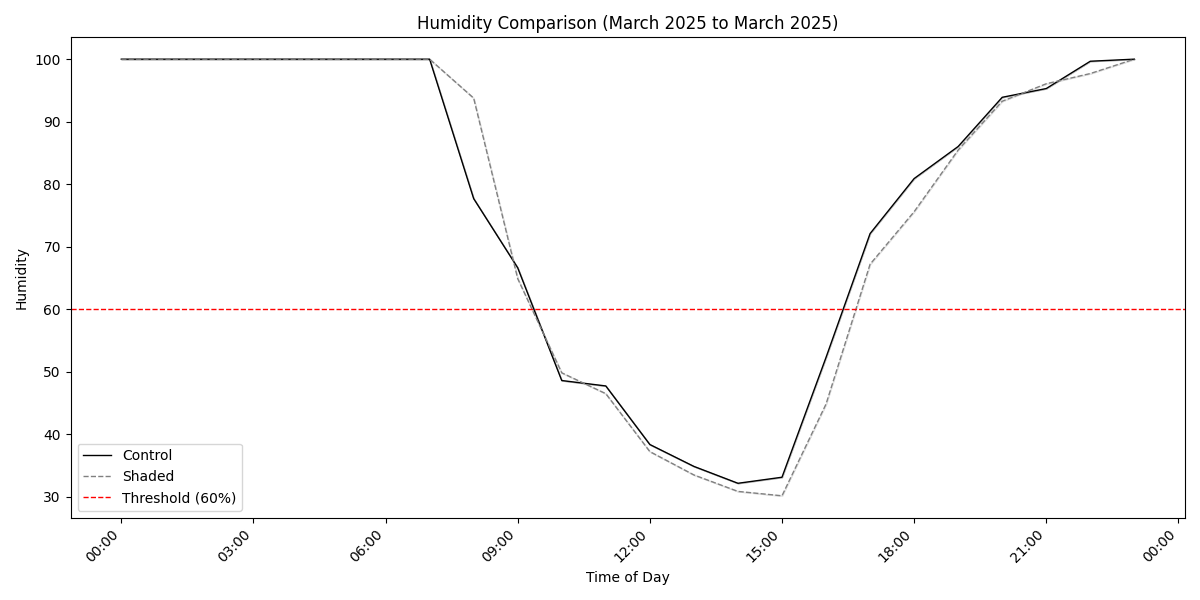 Humidity Comparison (March 2025 to March 2025)
100
90
80
70
60
50
40
30
Humidity
Control
Shaded
Threshold (60%)
00:00
03:00
06:00
09:00
12:00
15:00
18:00
21:00
00:00
Time of Day